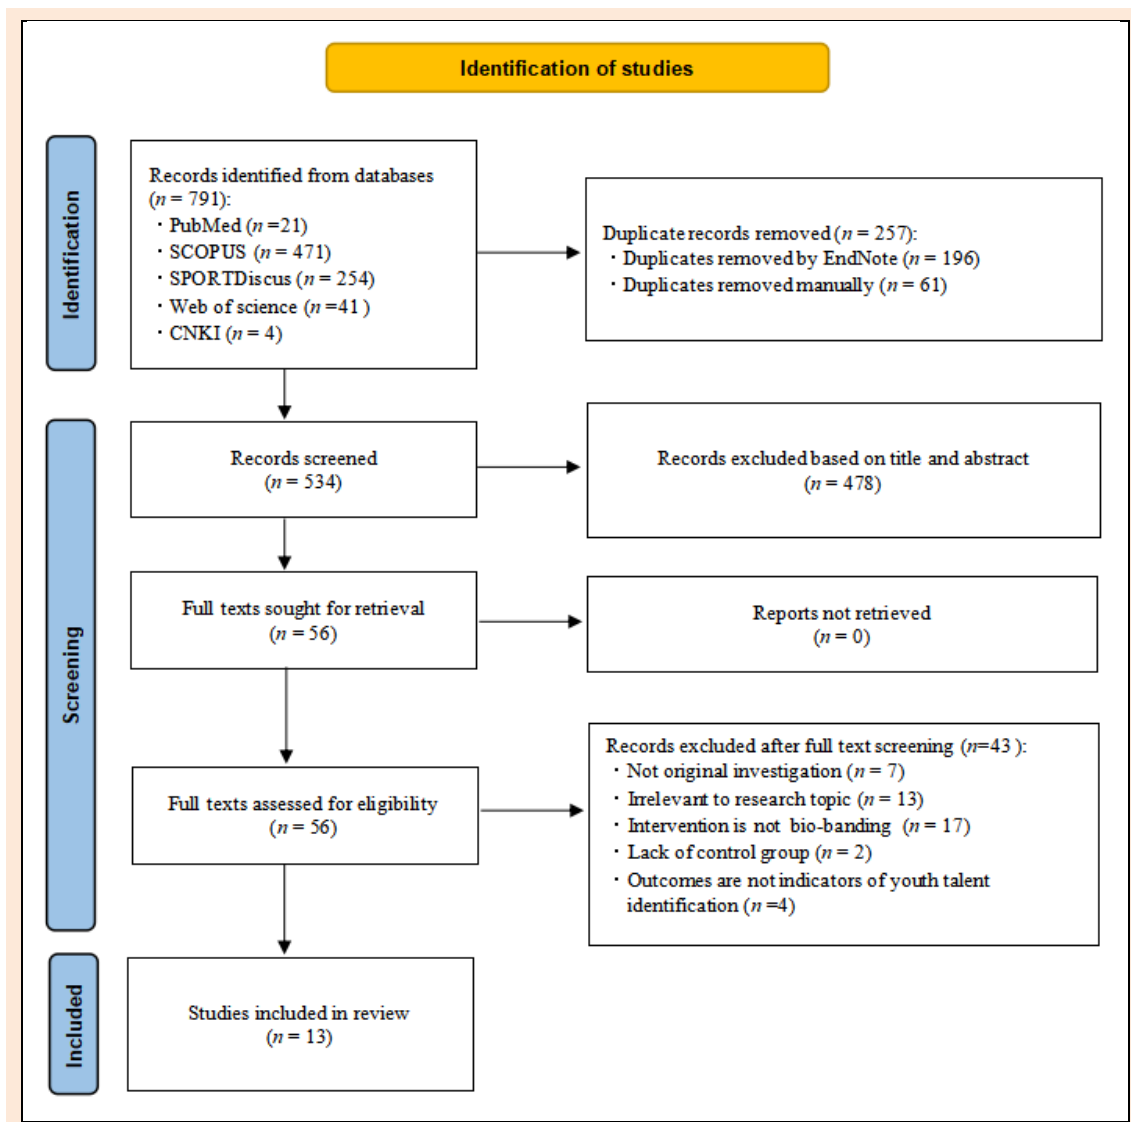 Identification of studies
Identification
Records identified from databases
(n = 791):
· PubMed (n =21)
· SCOPUS (n = 471)
· SPORTDiscus (n = 254)
· Web of science (n =41 )
· CNKI (n = 4)
Duplicate records removed (n = 257):
· Duplicates removed by EndNote (n = 196)
· Duplicates removed manually (n = 61)
Screening
Records screened
(n = 534)
Records excluded based on title and abstract
(n = 478)
Full texts sought for retrieval
(n = 56)
Reports not retrieved
(n = 0)
Full texts assessed for eligibility
(n = 56)
Records excluded after full text screening (n=43 ):
· Not original investigation (n = 7)
· Irrelevant to research topic (n = 13)
· Intervention is not bio-banding (n = 17)
· Lack of control group (n = 2)
· Outcomes are not indicators of youth talent
identification (n =4)
Included
Studies included in review
(n = 13)